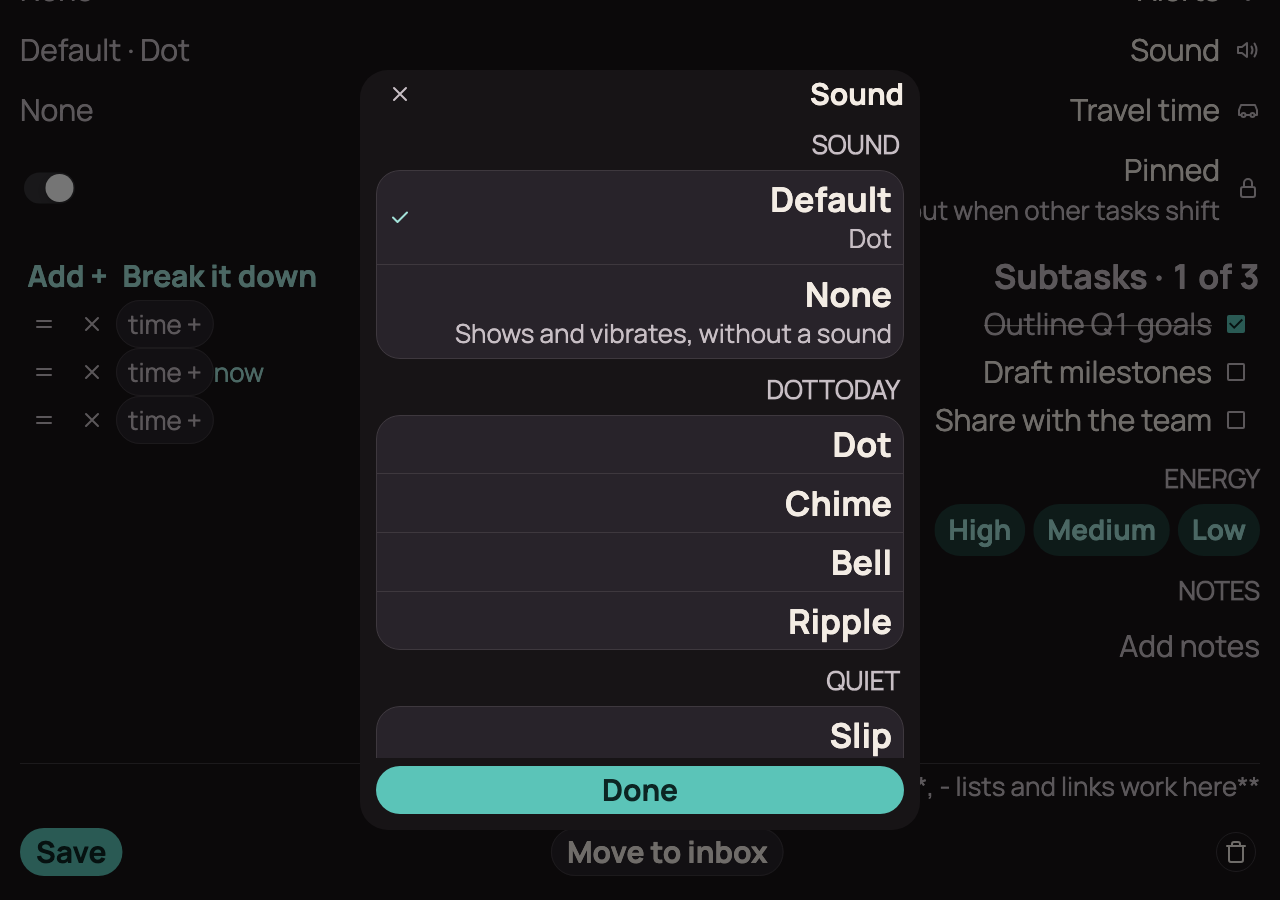 Default · Dot
Sound
None
Travel time
Pinned
out when other tasks shift
Add + Break it down
Subtasks · 1 of 3
time +
Outline Q1 goals
time + now
Draft milestones
time +
Share with the team
ENERGY
High
Medium
Low
NOTES
Add notes
*, - lists and links work here**
Save
Move to inbox
Sound
SOUND
Default
Dot
None
Shows and vibrates, without a sound
DOTTODAY
Dot
Chime
Bell
Ripple
QUIET
Slip
Done